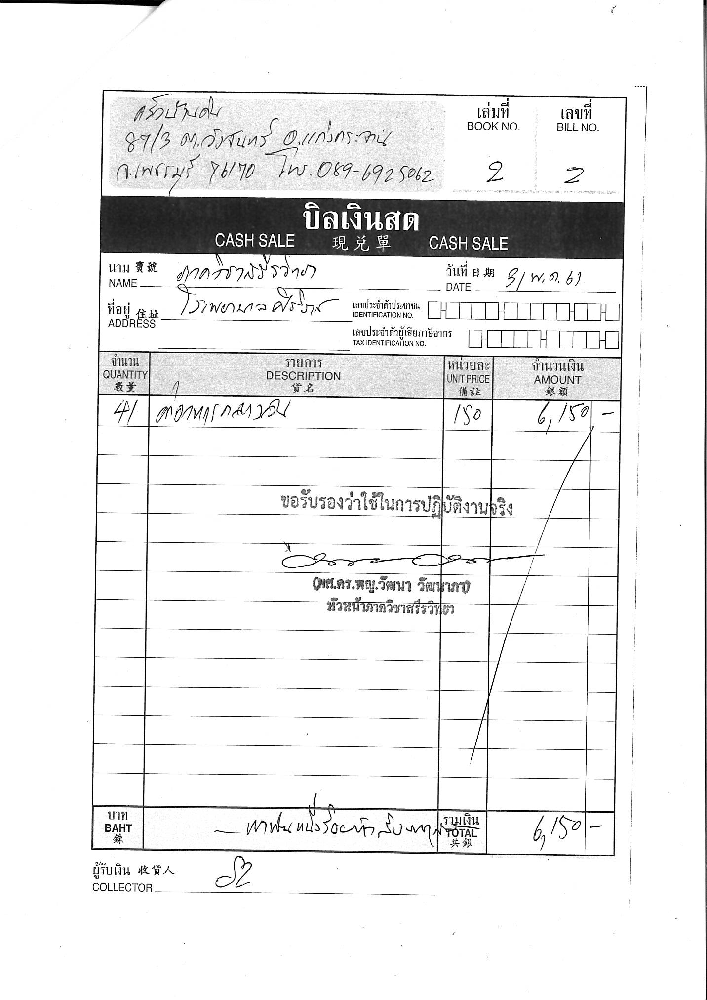 ครัวบ้านดิน
เล่มที่ เลขที่
BOOK NO. BILL NO.
87/3 ต.วังจันทร์ อ.แก่งกระจาน
จ.เพชรบุรี 76170 โทร. 089-6925062
2 2
บิลเงินสด
CASH SALE 現兌單 CASH SALE
นาม 寶號 ภาควิชาสรีรวิทยา วันที่ 日期 31 พ.ค. 61
NAME DATE
ที่อยู่ 住址 โรงพยาบาลศิริราช เลขประจำตัวประชาชน
ADDRESS IDENTIFICATION NO.
เลขประจำตัวผู้เสียภาษีอากร
TAX IDENTIFICATION NO.
จำนวน รายการ หน่วยละ จำนวนเงิน
QUANTITY DESCRIPTION UNIT PRICE AMOUNT
數量 貨名 備註 銀額
41 ค่าอาหารกลางวัน 150 6,150 -
ขอรับรองว่าใช้ในการปฏิบัติงานจริง
(ผศ.ดร.พญ.วัฒนา วัฒนาภา)
หัวหน้าภาควิชาสรีรวิทยา
บาท - หกพันหนึ่งร้อยห้าสิบบาท รวมเงิน
BAHT TOTAL 6,150 -
銖 共銀
ผู้รับเงิน 收貨人
COLLECTOR